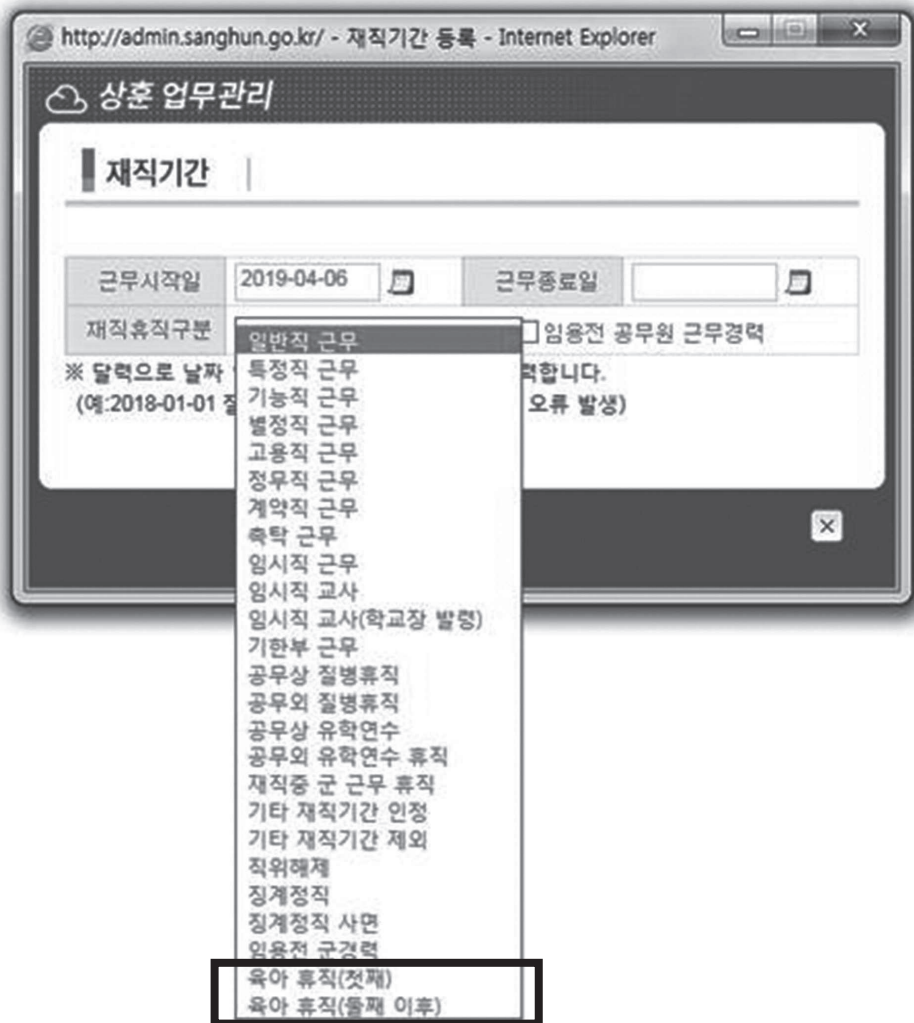 http://admin.sanghun.go.kr/ - 재직기간 등록 - Internet Explorer
상훈 업무관리
재직기간
근무시작일 2019-04-06 근무종료일
재직휴직구분 임용전 공무원 근무경력
※ 달력으로 날짜 력합니다.
(예:2018-01-01 오류 발생)
일반직 근무
특정직 근무
기능직 근무
별정직 근무
고용직 근무
정무직 근무
계약직 근무
촉탁 근무
임시직 근무
임시직 교사
임시직 교사(학교장 발령)
기한부 근무
공무상 질병휴직
공무외 질병휴직
공무상 유학연수
공무외 유학연수 휴직
재직중 군 근무 휴직
기타 재직기간 인정
기타 재직기간 제외
직위해제
징계정직
징계정직 사면
임용전 군경력
육아 휴직(첫째)
육아 휴직(둘째 이후)